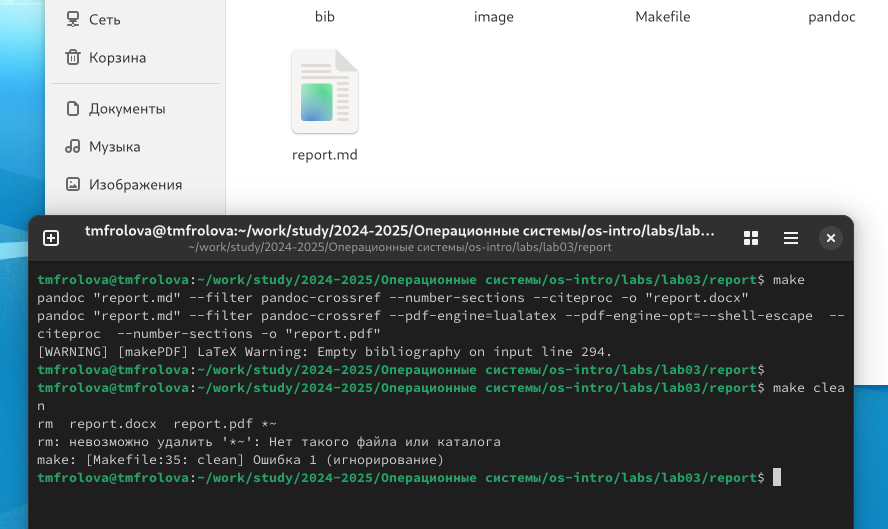 Сеть
Корзина
Документы
Музыка
Изображения
bib image Makefile pandoc
report.md
tmfrolova@tmfrolova:~/work/study/2024-2025/Операционные системы/os-intro/labs/lab...
~/work/study/2024-2025/Операционные системы/os-intro/labs/lab03/report
tmfrolova@tmfrolova:~/work/study/2024-2025/Операционные системы/os-intro/labs/lab03/report$ make
pandoc "report.md" --filter pandoc-crossref --number-sections --citeproc -o "report.docx"
pandoc "report.md" --filter pandoc-crossref --pdf-engine=lualatex --pdf-engine-opt=--shell-escape  --
citeproc  --number-sections -o "report.pdf"
[WARNING] [makePDF] LaTeX Warning: Empty bibliography on input line 294.
tmfrolova@tmfrolova:~/work/study/2024-2025/Операционные системы/os-intro/labs/lab03/report$
tmfrolova@tmfrolova:~/work/study/2024-2025/Операционные системы/os-intro/labs/lab03/report$ make clea
n
rm  report.docx  report.pdf *~
rm: невозможно удалить '*~': Нет такого файла или каталога
make: [Makefile:35: clean] Ошибка 1 (игнорирование)
tmfrolova@tmfrolova:~/work/study/2024-2025/Операционные системы/os-intro/labs/lab03/report$